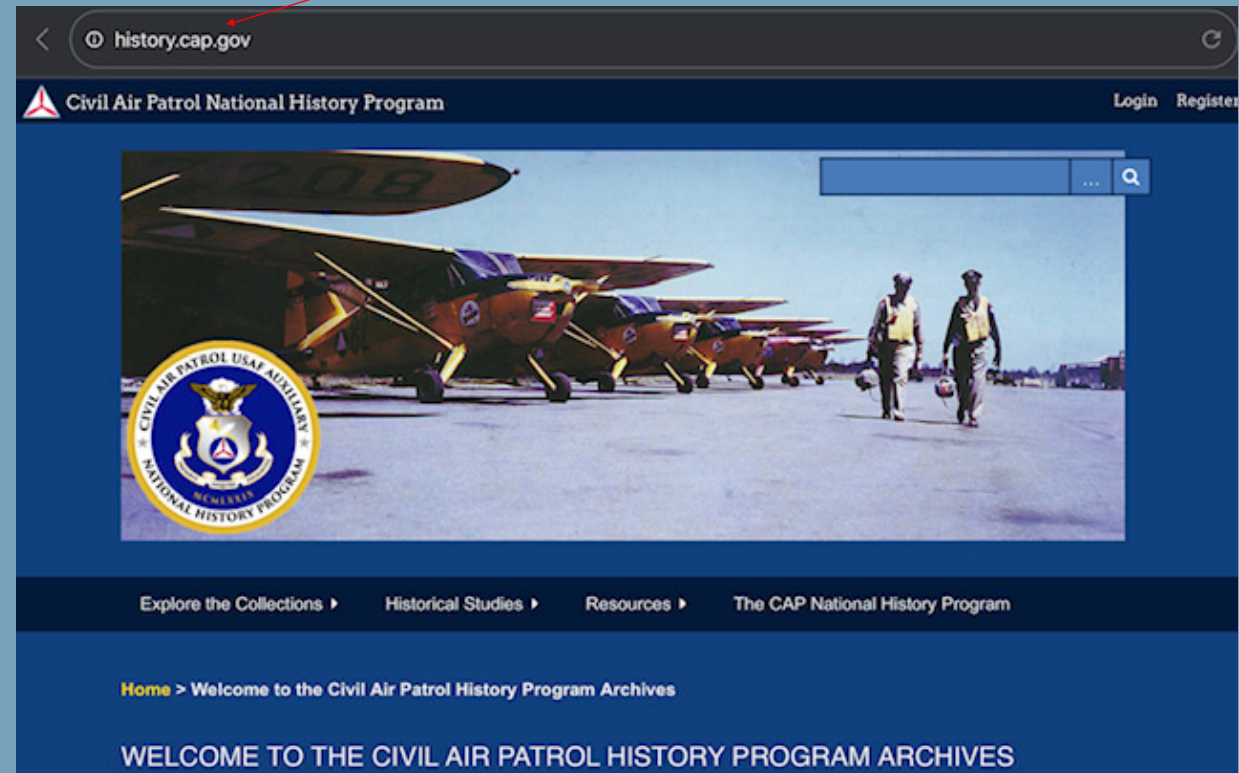 history.cap.gov
Civil Air Patrol National History Program
Login Register
...
2208
CIVIL AIR PATROL USAF AUXILIARY
NATIONAL HISTORY PROGRAM
MCMLXXIX
Explore the Collections
Historical Studies
Resources
The CAP National History Program
Home > Welcome to the Civil Air Patrol History Program Archives
WELCOME TO THE CIVIL AIR PATROL HISTORY PROGRAM ARCHIVES